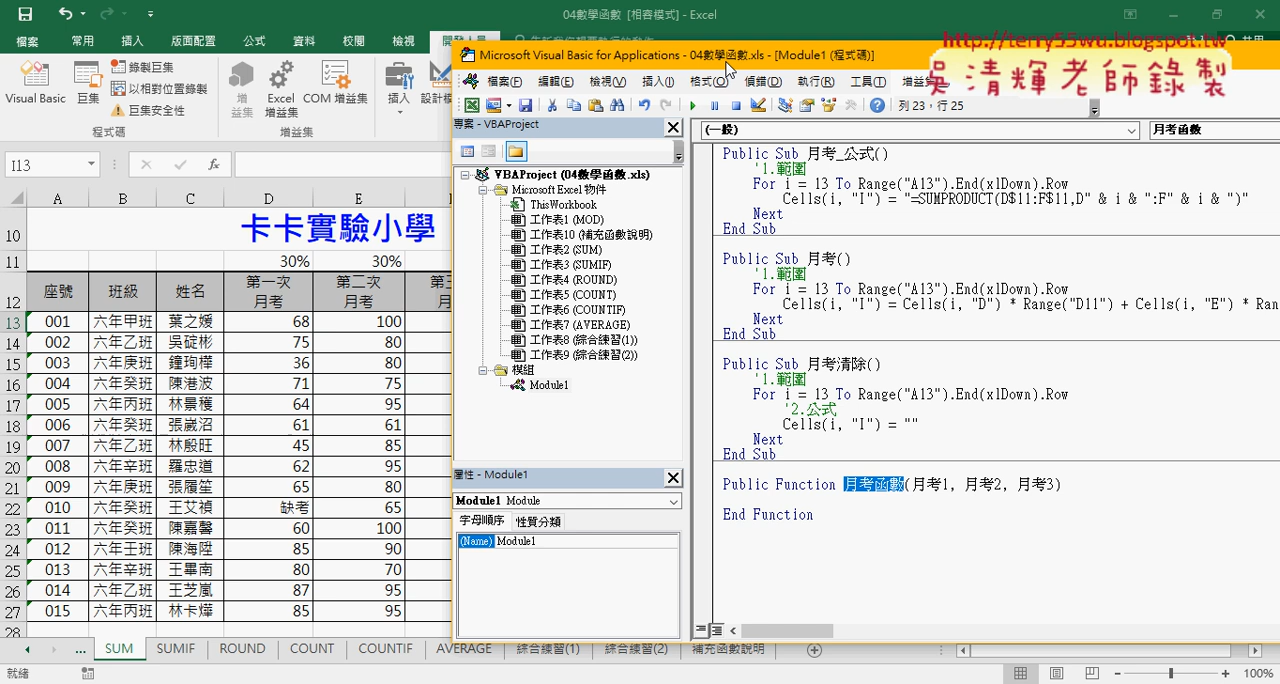 04數學函數 [相容模式] - Excel
檔案 常用 插入 版面配置 公式 資料 校閱 檢視 開發人員
Microsoft Visual Basic for Applications - 04數學函數.xls - [Module1 (程式碼)]
http://terry55wu.blogspot.tw
吳清輝老師錄製
檔案(F) 編輯(E) 檢視(V) 插入(I) 格式(O) 偵錯(D) 執行(R) 工具(T)
Visual Basic 巨集 錄製巨集
以相對位置錄製
巨集安全性
增益集 Excel 增益集 COM 增益集 插入
程式碼 增益集
列 23，行 25
專案 - VBAProject
(一般) 月考函數
I13
VBAProject (04數學函數.xls)
Microsoft Excel 物件
ThisWorkbook
工作表1 (MOD)
工作表10 (補充函數說明)
工作表2 (SUM)
工作表3 (SUMIF)
工作表4 (ROUND)
工作表5 (COUNT)
工作表6 (COUNTIF)
工作表7 (AVERAGE)
工作表8 (綜合練習(1))
工作表9 (綜合練習(2))
模組
Module1
屬性 - Module1
Module1 Module
字母順序 性質分類
(Name) Module1
Public Sub 月考_公式()
'1.範圍
For i = 13 To Range("A13").End(xlDown).Row
Cells(i, "I") = "=SUMPRODUCT(D$11:F$11,D" & i & ":F" & i & ")"
Next
End Sub
Public Sub 月考()
'1.範圍
For i = 13 To Range("A13").End(xlDown).Row
Cells(i, "I") = Cells(i, "D") * Range("D11") + Cells(i, "E") * Ran
Next
End Sub
Public Sub 月考清除()
'1.範圍
For i = 13 To Range("A13").End(xlDown).Row
'2.公式
Cells(i, "I") = ""
Next
End Sub
Public Function 月考函數(月考1, 月考2, 月考3)
End Function
A B C D E
10 卡卡實驗小學
11 30% 30%
12 座號 班級 姓名 第一次月考 第二次月考
13 001 六年甲班 葉之媛 68 100
14 002 六年乙班 吳碇彬 75 80
15 003 六年庚班 鐘珣樺 36 80
16 004 六年癸班 陳港波 71 75
17 005 六年丙班 林景穫 64 95
18 006 六年癸班 張崴沼 61 61
19 007 六年乙班 林殷旺 45 85
20 008 六年辛班 羅忠道 62 95
21 009 六年庚班 張履笙 65 80
22 010 六年癸班 王艾禎 缺考 65
23 011 六年癸班 陳嘉馨 60 100
24 012 六年壬班 陳海陞 85 90
25 013 六年辛班 王畢南 80 70
26 014 六年乙班 王芝嵐 87 95
27 015 六年丙班 林卡燁 85 95
28
... SUM SUMIF ROUND COUNT COUNTIF AVERAGE 綜合練習(1) 綜合練習(2) 補充函數說明
就緒 100%